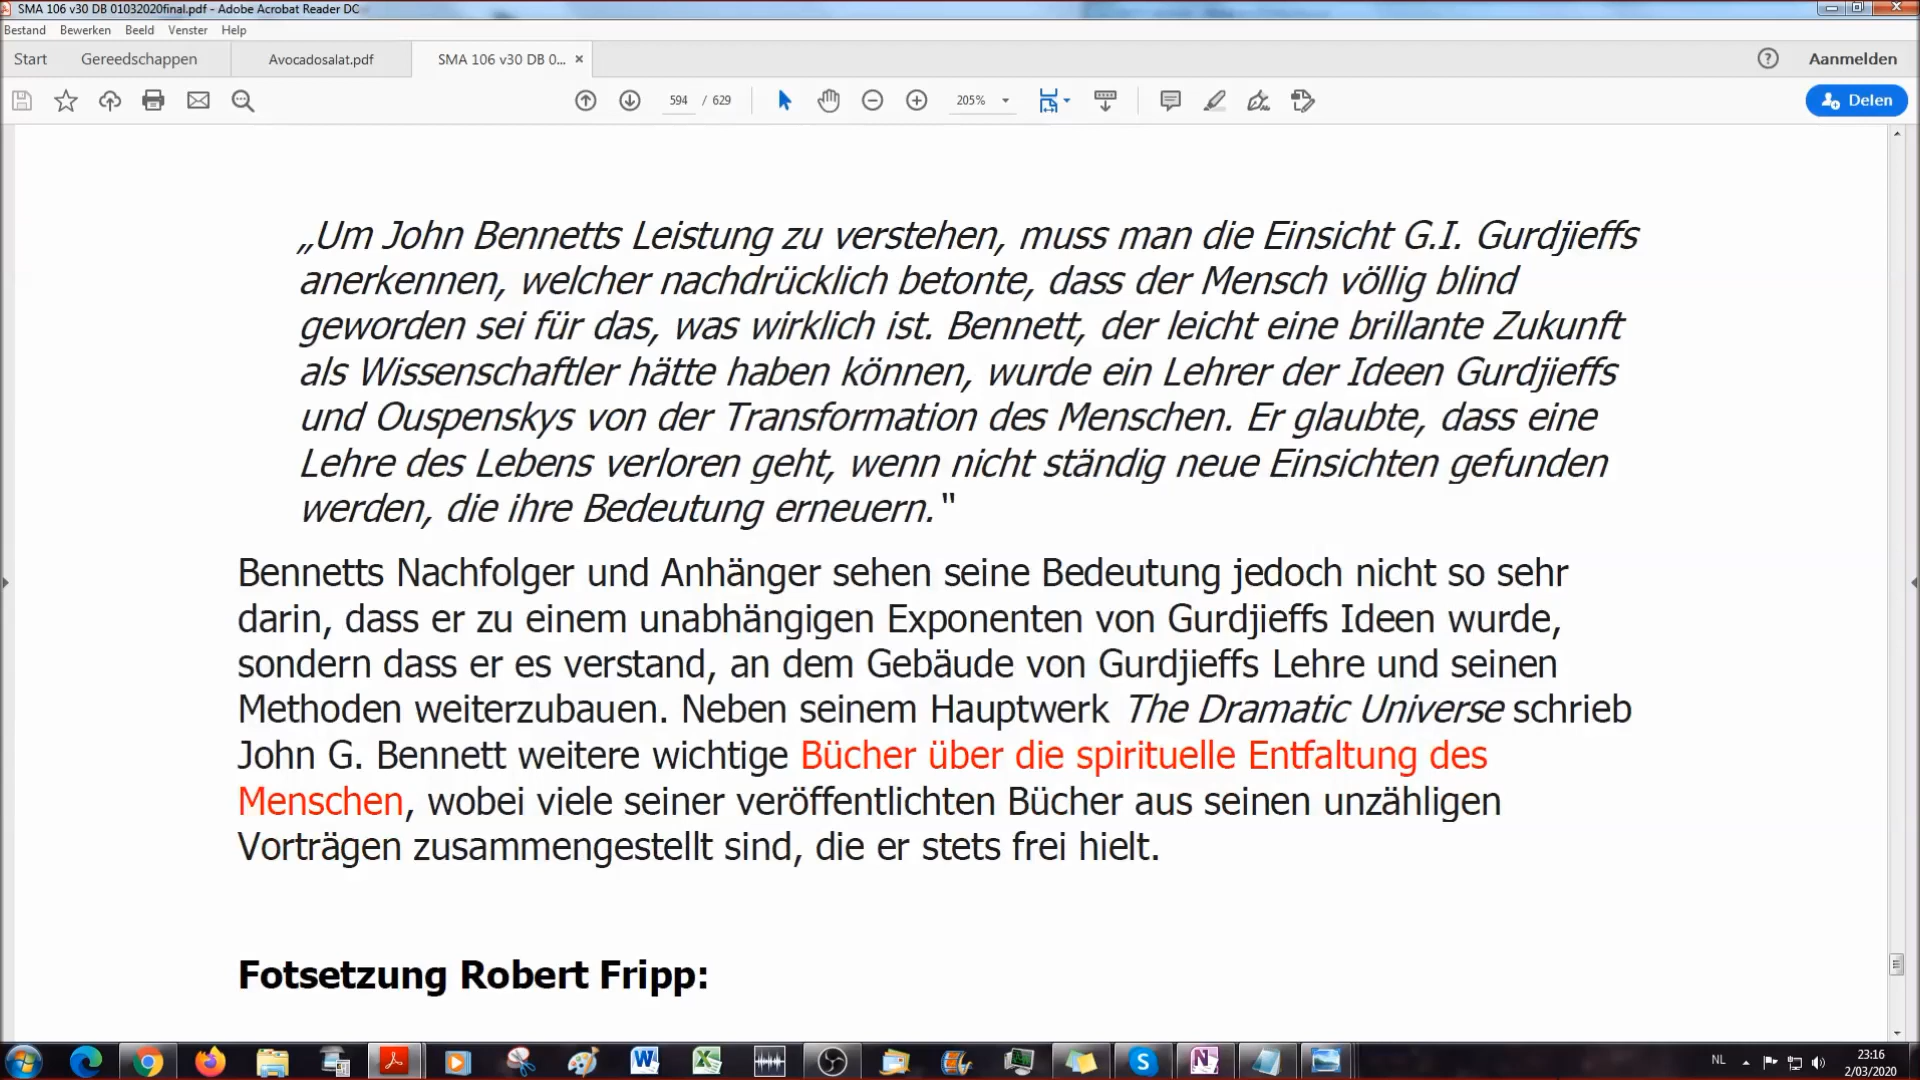 SMA 106 v30 DB 01032020final.pdf - Adobe Acrobat Reader DC
Bestand Bewerken Beeld Venster Help
Start Gereedschappen Avocadosalat.pdf SMA 106 v30 DB 0... × ? Aanmelden
594 / 629 205% Delen
„Um John Bennetts Leistung zu verstehen, muss man die Einsicht G.I. Gurdjieffs
anerkennen, welcher nachdrücklich betonte, dass der Mensch völlig blind
geworden sei für das, was wirklich ist. Bennett, der leicht eine brillante Zukunft
als Wissenschaftler hätte haben können, wurde ein Lehrer der Ideen Gurdjieffs
und Ouspenskys von der Transformation des Menschen. Er glaubte, dass eine
Lehre des Lebens verloren geht, wenn nicht ständig neue Einsichten gefunden
werden, die ihre Bedeutung erneuern."
Bennetts Nachfolger und Anhänger sehen seine Bedeutung jedoch nicht so sehr
darin, dass er zu einem unabhängigen Exponenten von Gurdjieffs Ideen wurde,
sondern dass er es verstand, an dem Gebäude von Gurdjieffs Lehre und seinen
Methoden weiterzubauen. Neben seinem Hauptwerk The Dramatic Universe schrieb
John G. Bennett weitere wichtige Bücher über die spirituelle Entfaltung des
Menschen, wobei viele seiner veröffentlichten Bücher aus seinen unzähligen
Vorträgen zusammengestellt sind, die er stets frei hielt.
Fotsetzung Robert Fripp:
NL 23:16
2/03/2020